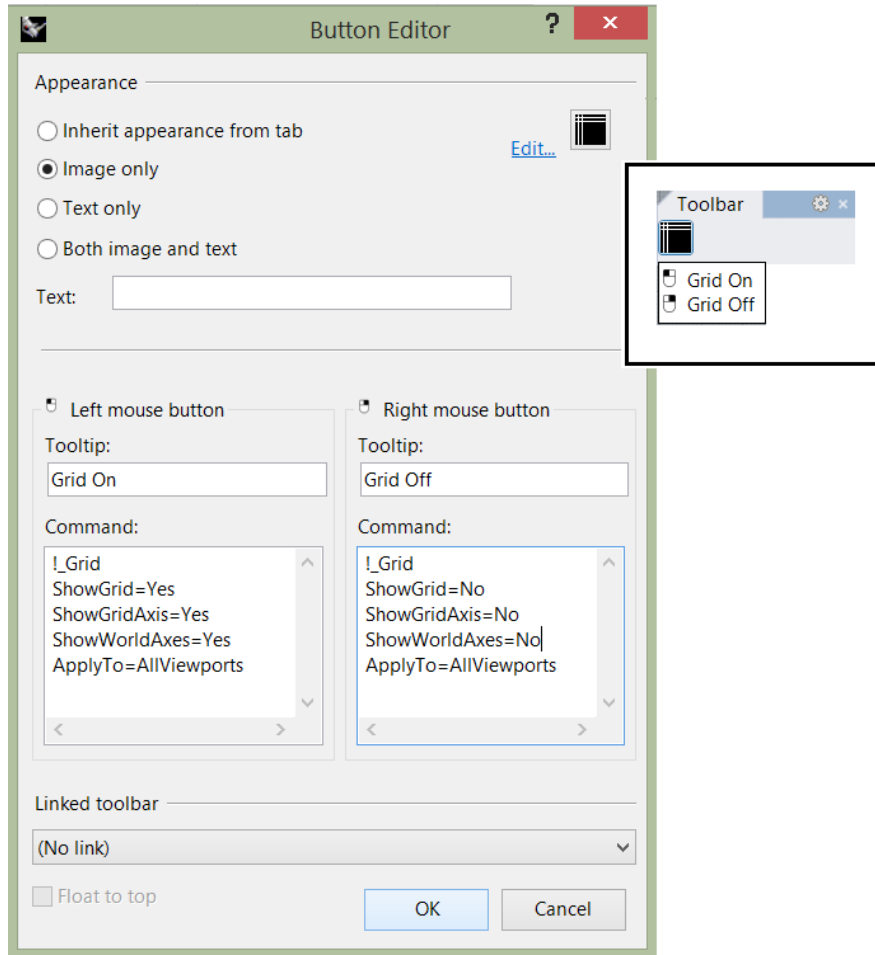 Button Editor
?
Appearance
Inherit appearance from tab
Edit...
Image only
Text only
Both image and text
Text:
Toolbar
Grid On
Grid Off
Left mouse button
Tooltip:
Grid On
Command:
!_Grid
ShowGrid=Yes
ShowGridAxis=Yes
ShowWorldAxes=Yes
ApplyTo=AllViewports
Right mouse button
Tooltip:
Grid Off
Command:
!_Grid
ShowGrid=No
ShowGridAxis=No
ShowWorldAxes=No
ApplyTo=AllViewports
Linked toolbar
(No link)
Float to top
OK
Cancel